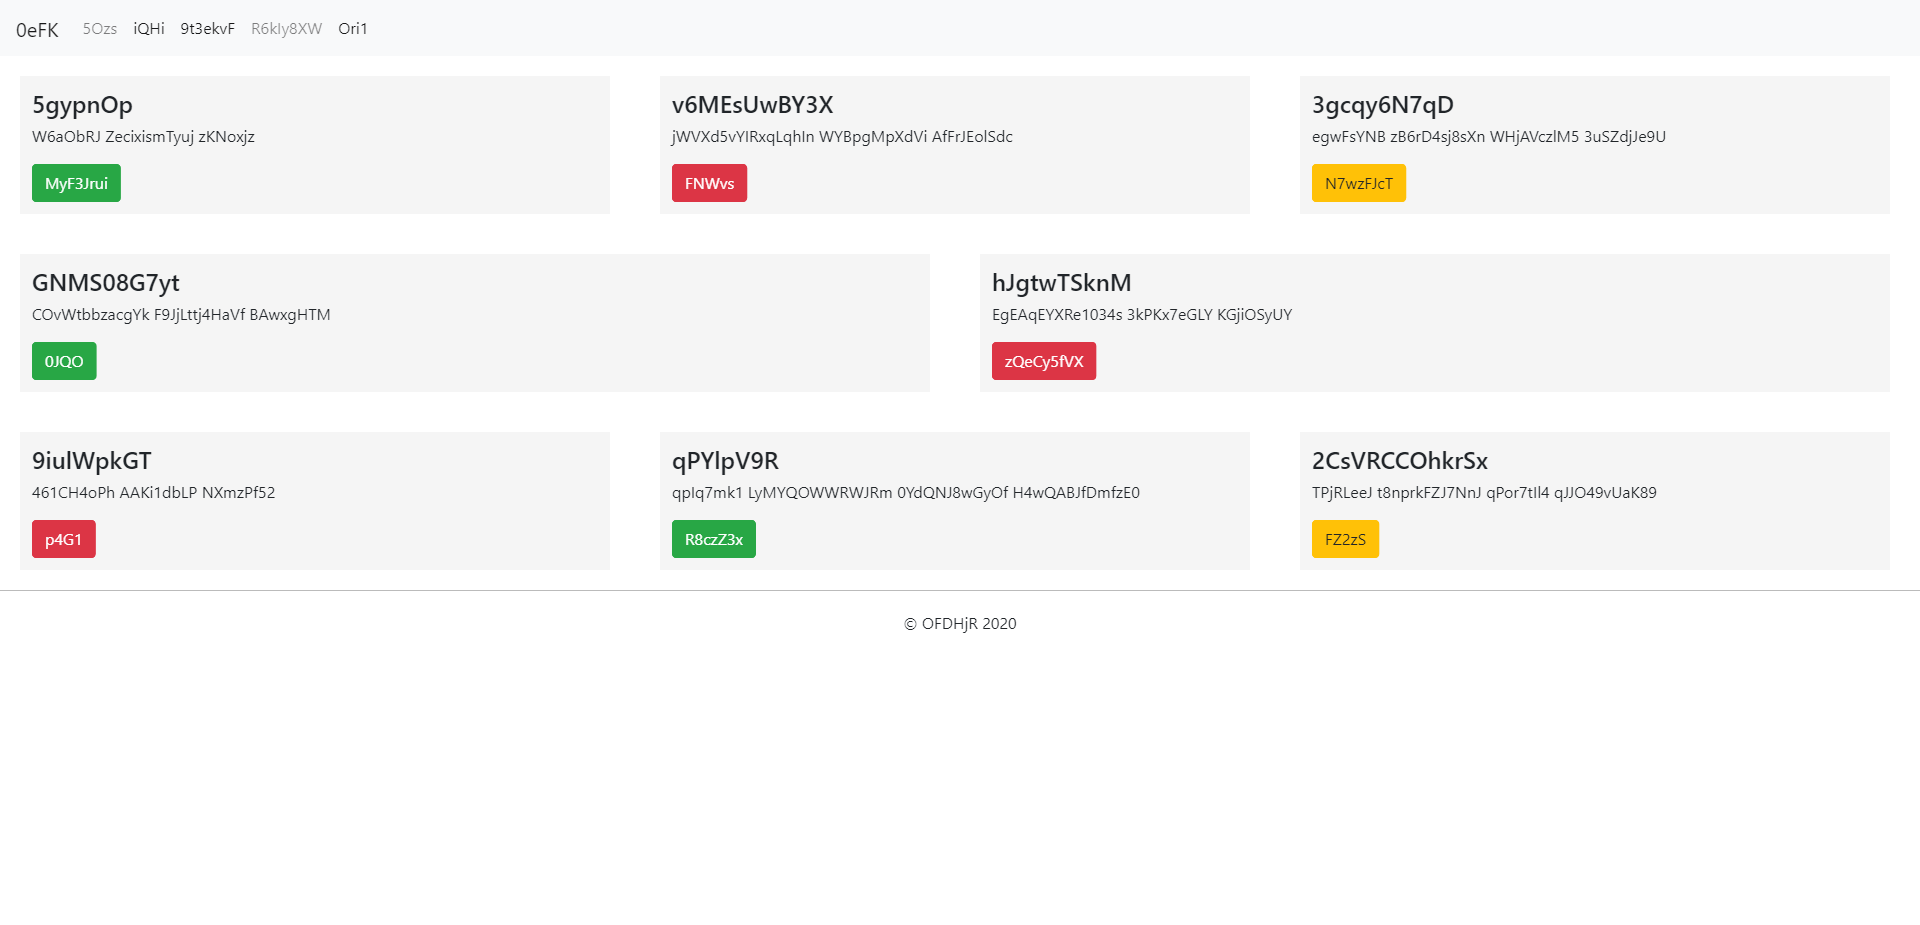 0eFK 5Ozs iQHi 9t3ekvF R6kIy8XW Ori1
5gypnOp
W6aObRJ ZecixismTyuj zKNoxjz
MyF3Jrui
v6MEsUwBY3X
jWVXd5vYIRxqLqhIn WYBpgMpXdVi AfFrJEolSdc
FNWvs
3gcqy6N7qD
egwFsYNB zB6rD4sj8sXn WHjAVczlM5 3uSZdjJe9U
N7wzFJcT
GNMS08G7yt
COvWtbbzacgYk F9JjLttj4HaVf BAwxgHTM
0JQO
hJgtwTSknM
EgEAqEYXRe1034s 3kPKx7eGLY KGjiOSyUY
zQeCy5fVX
9iulWpkGT
461CH4oPh AAKi1dbLP NXmzPf52
p4G1
qPYlpV9R
qpIq7mk1 LyMYQOWWRWJRm 0YdQNJ8wGyOf H4wQABJfDmfzE0
R8czZ3x
2CsVRCCOhkrSx
TPjRLeeJ t8nprkFZJ7NnJ qPor7tIl4 qJJO49vUaK89
FZ2zS
© OFDHjR 2020